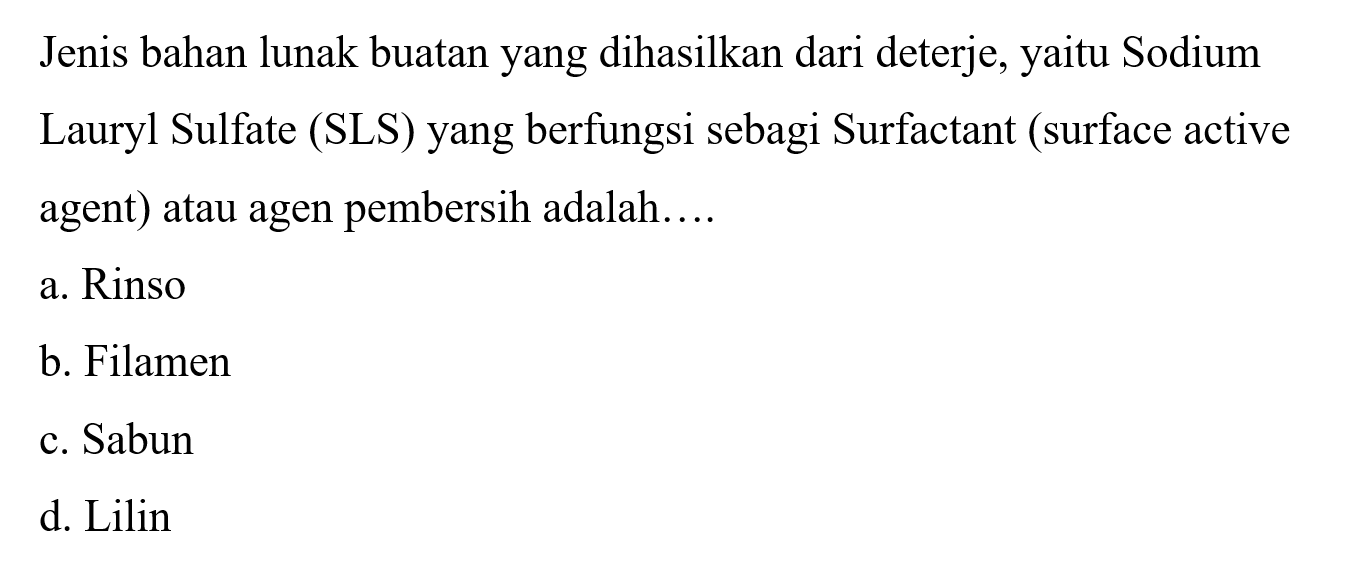 Jenis bahan lunak buatan yang dihasilkan dari deterje, yaitu Sodium
Lauryl Sulfate (SLS) yang berfungsi sebagi Surfactant (surface active
agent) atau agen pembersih adalah….
a. Rinso
b. Filamen
c. Sabun
d. Lilin